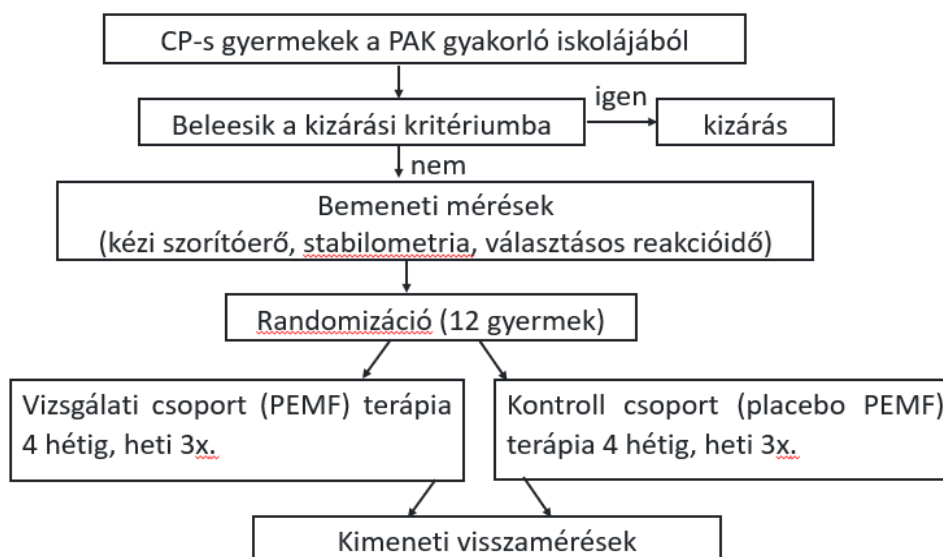 CP-s gyermekek a PAK gyakorló iskolájából
igen
Beleesik a kizárási kritériumba
kizárás
nem
Bemeneti mérések
(kézi szorítóerő, stabilometria, választásos reakcióidő)
Randomizáció (12 gyermek)
Vizsgálati csoport (PEMF) terápia
4 hétig, heti 3x.
Kontroll csoport (placebo PEMF)
terápia 4 hétig, heti 3x.
Kimeneti visszamérések